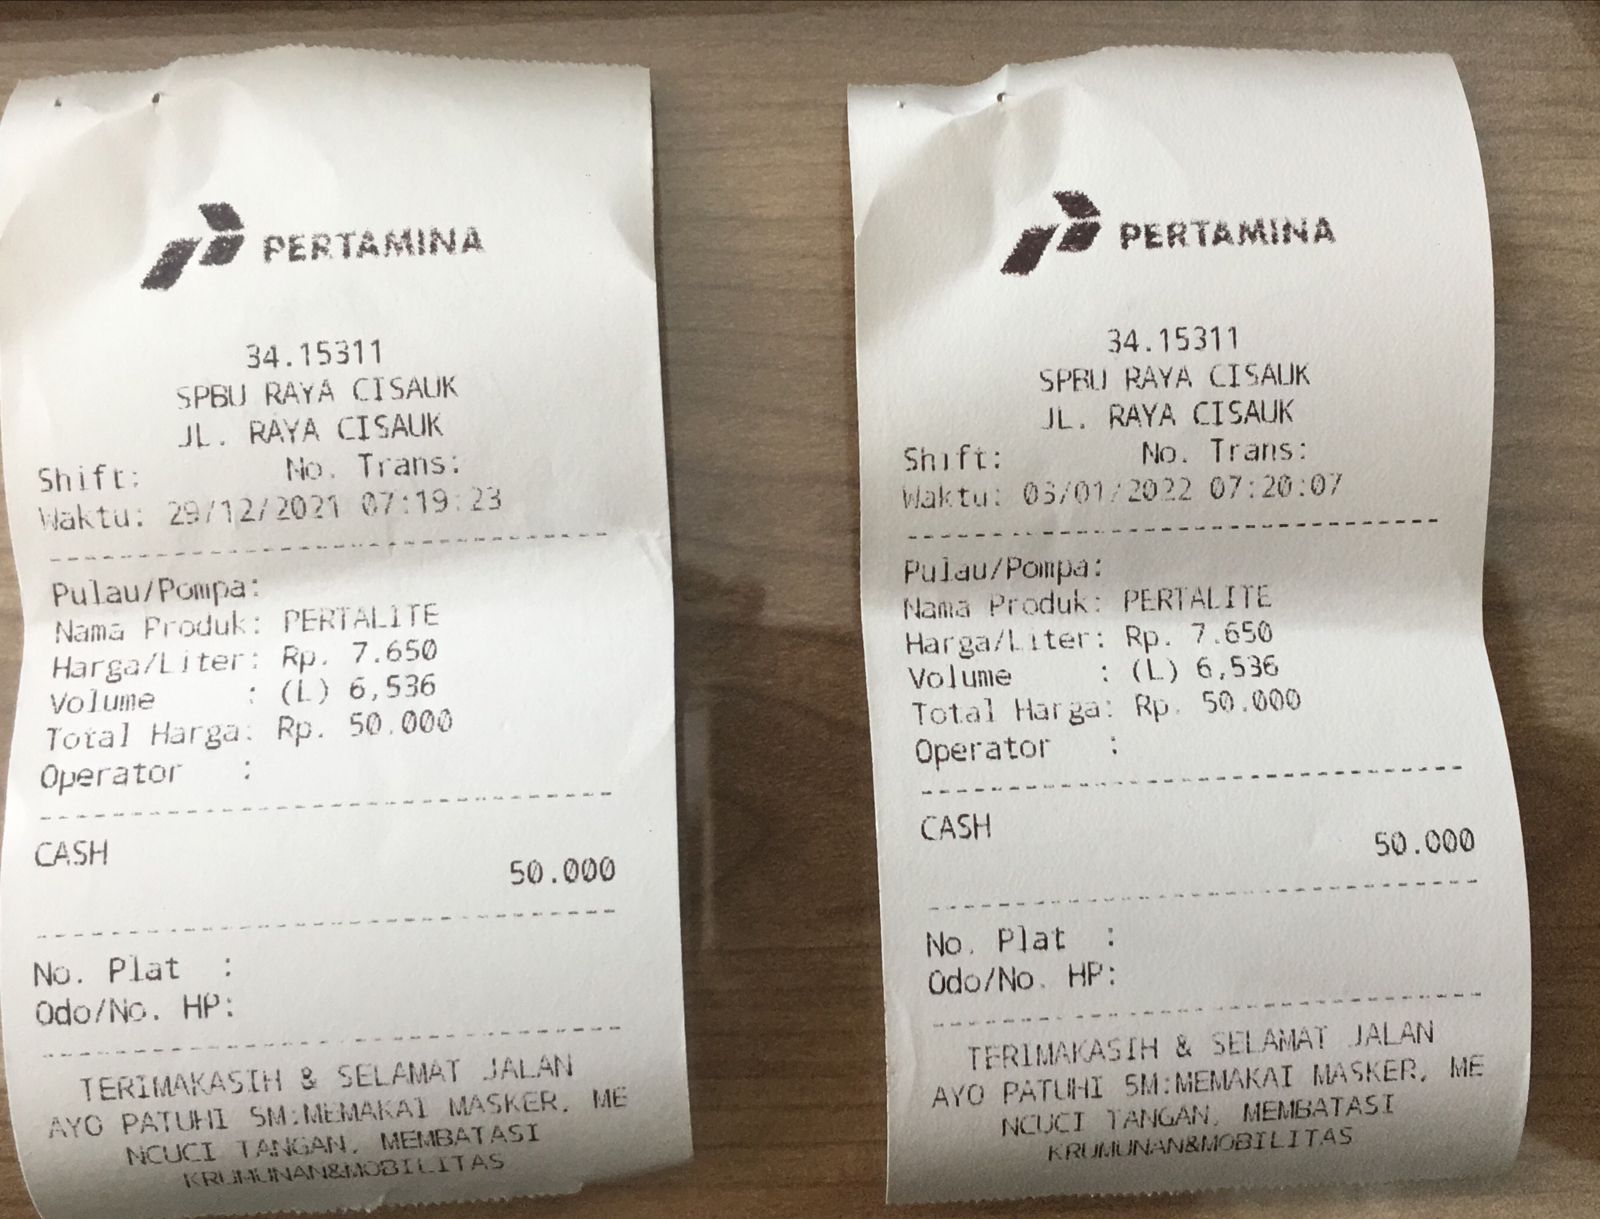 PERTAMINA
34.15311
SPBU RAYA CISAUK
JL. RAYA CISAUK
Shift: No. Trans:
Waktu: 29/12/2021 07:19:23
Pulau/Pompa:
Nama Produk: PERTALITE
Harga/Liter: Rp. 7.650
Volume : (L) 6,536
Total Harga: Rp. 50.000
Operator :
CASH
50.000
No. Plat :
Odo/No. HP:
TERIMAKASIH & SELAMAT JALAN
AYO PATUHI 5M:MEMAKAI MASKER, ME
NCUCI TANGAN, MEMBATASI
KRUMUNAN&MOBILITAS
PERTAMINA
34.15311
SPBU RAYA CISAUK
JL. RAYA CISAUK
Shift: No. Trans:
Waktu: 03/01/2022 07:20:07
Pulau/Pompa:
Nama Produk: PERTALITE
Harga/Liter: Rp. 7.650
Volume : (L) 6,536
Total Harga: Rp. 50.000
Operator :
CASH
50.000
No. Plat :
Odo/No. HP:
TERIMAKASIH & SELAMAT JALAN
AYO PATUHI 5M:MEMAKAI MASKER, ME
NCUCI TANGAN, MEMBATASI
KRUMUNAN&MOBILITAS